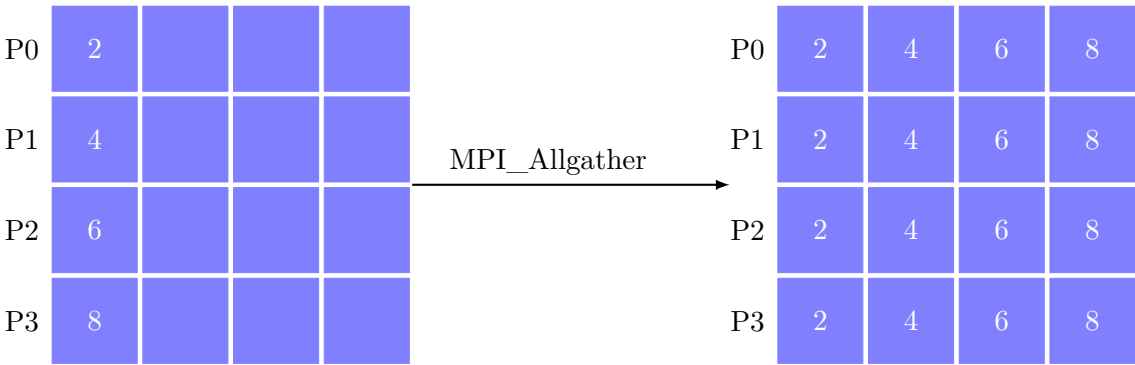 P0 2
P1 4
P2 6
P3 8
MPI_Allgather
P0 2 4 6 8
P1 2 4 6 8
P2 2 4 6 8
P3 2 4 6 8